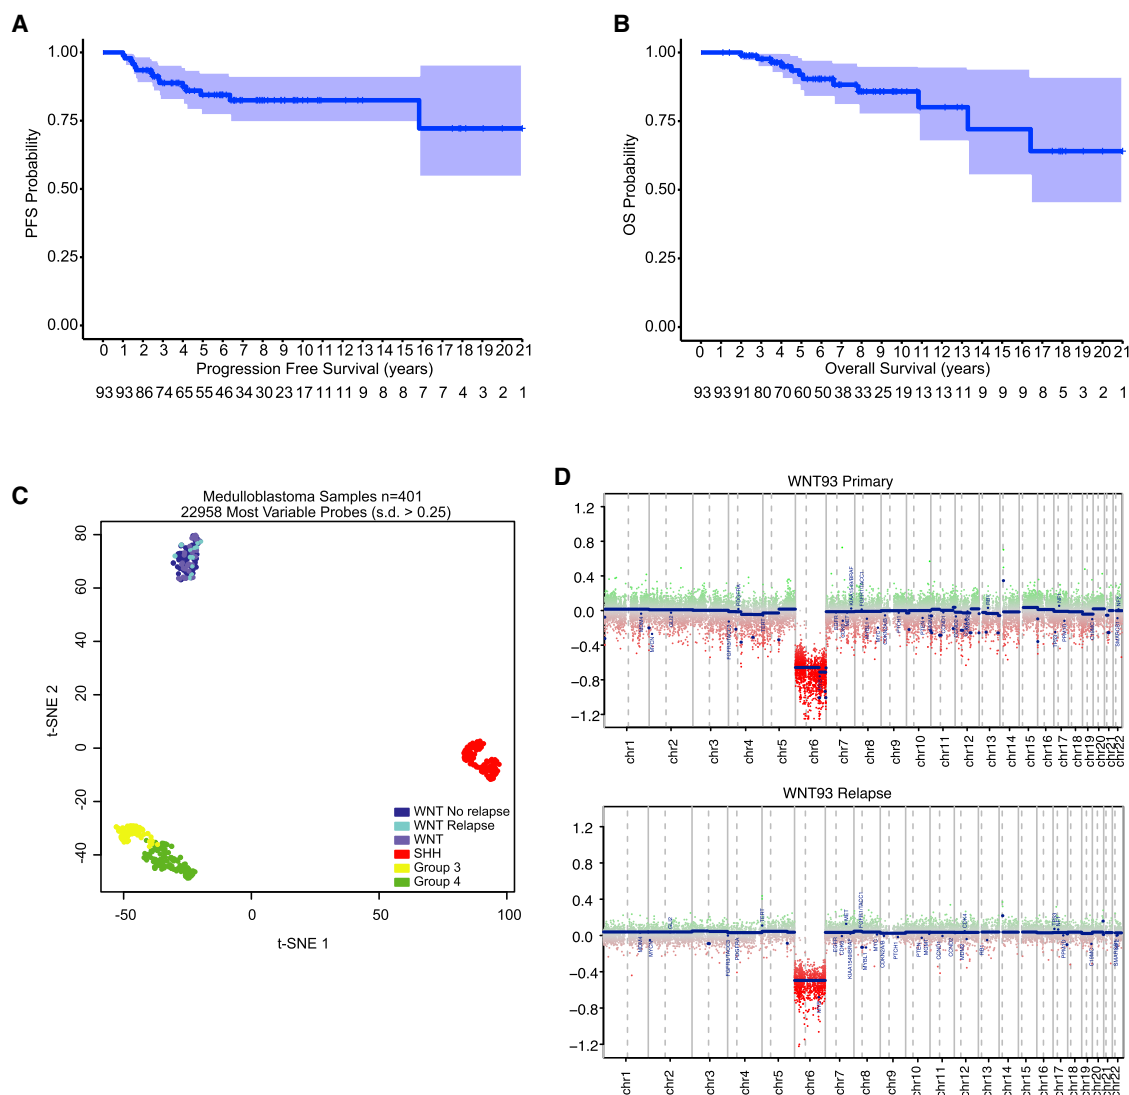 A
1.00
0.75
0.50
0.25
0.00
PFS Probability
0 1 2 3 4 5 6 7 8 9 10 11 12 13 14 15 16 17 18 19 20 21
Progression Free Survival (years)
93 93 86 74 65 55 46 34 30 23 17 11 11 9 8 8 7 7 4 3 2 1
B
1.00
0.75
0.50
0.25
0.00
OS Probability
0 1 2 3 4 5 6 7 8 9 10 11 12 13 14 15 16 17 18 19 20 21
Overall Survival (years)
93 93 91 80 70 60 50 38 33 25 19 13 13 11 9 9 9 8 5 3 2 1
C
Medulloblastoma Samples n=401
22958 Most Variable Probes (s.d. > 0.25)
80
60
40
20
0
-20
-40
t-SNE 2
WNT No relapse
WNT Relapse
WNT
SHH
Group 3
Group 4
-50 0 50 100
t-SNE 1
D
WNT93 Primary
1.2
0.8
0.4
0.0
−0.4
−0.8
−1.2
chr1 chr2 chr3 chr4 chr5 chr6 chr7 chr8 chr9 chr10 chr11 chr12 chr13 chr14 chr15 chr16 chr17 chr18 chr19 chr20 chr21 chr22
WNT93 Relapse
1.2
0.8
0.4
0.0
−0.4
−0.8
−1.2
chr1 chr2 chr3 chr4 chr5 chr6 chr7 chr8 chr9 chr10 chr11 chr12 chr13 chr14 chr15 chr16 chr17 chr18 chr19 chr20 chr21 chr22